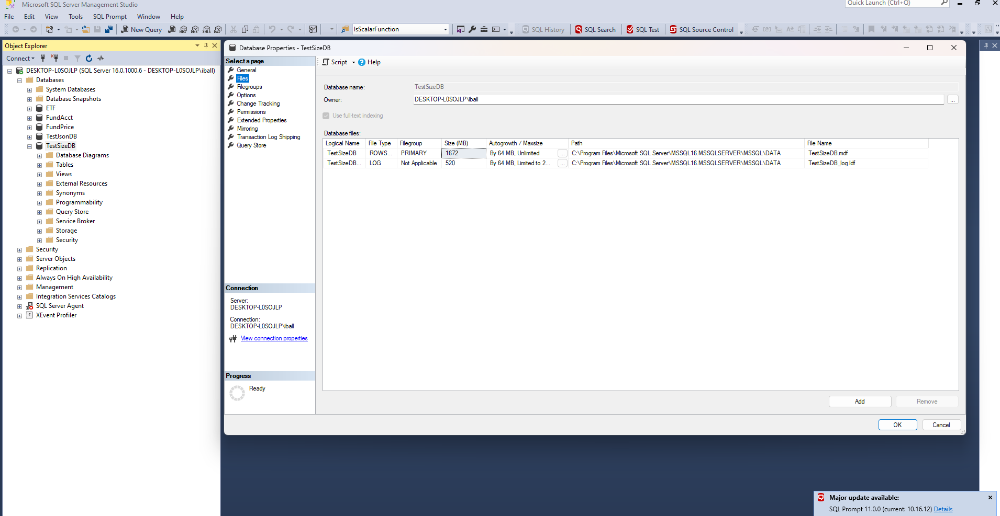 Microsoft SQL Server Management Studio
Quick Launch (Ctrl+Q)
File Edit View Tools SQL Prompt Window Help
New Query MDX DMX XMLA DAX IsScalarFunction SQL History SQL Search SQL Test SQL Source Control
Object Explorer
Connect
DESKTOP-L0SOJLP (SQL Server 16.0.1000.6 - DESKTOP-L0SOJLP\iball)
Databases
System Databases
Database Snapshots
ETF
FundAcct
FundPrice
TestJsonDB
TestSizeDB
Database Diagrams
Tables
Views
External Resources
Synonyms
Programmability
Query Store
Service Broker
Storage
Security
Security
Server Objects
Replication
Always On High Availability
Management
Integration Services Catalogs
SQL Server Agent
XEvent Profiler
Database Properties - TestSizeDB
Select a page
General
Files
Filegroups
Options
Change Tracking
Permissions
Extended Properties
Mirroring
Transaction Log Shipping
Query Store
Connection
Server:
DESKTOP-L0SOJLP
Connection:
DESKTOP-L0SOJLP\iball
View connection properties
Progress
Ready
Script Help
Database name: TestSizeDB
Owner: DESKTOP-L0SOJLP\iball ...
Use full-text indexing
Database files:
Logical Name File Type Filegroup Size (MB) Autogrowth / Maxsize Path File Name
TestSizeDB ROWS... PRIMARY 1672 By 64 MB, Unlimited ... C:\Program Files\Microsoft SQL Server\MSSQL16.MSSQLSERVER\MSSQL\DATA TestSizeDB.mdf
TestSizeDB... LOG Not Applicable 520 By 64 MB, Limited to 2... ... C:\Program Files\Microsoft SQL Server\MSSQL16.MSSQLSERVER\MSSQL\DATA TestSizeDB_log.ldf
Add Remove
OK Cancel
Major update available:
SQL Prompt 11.0.0 (current: 10.16.12) Details